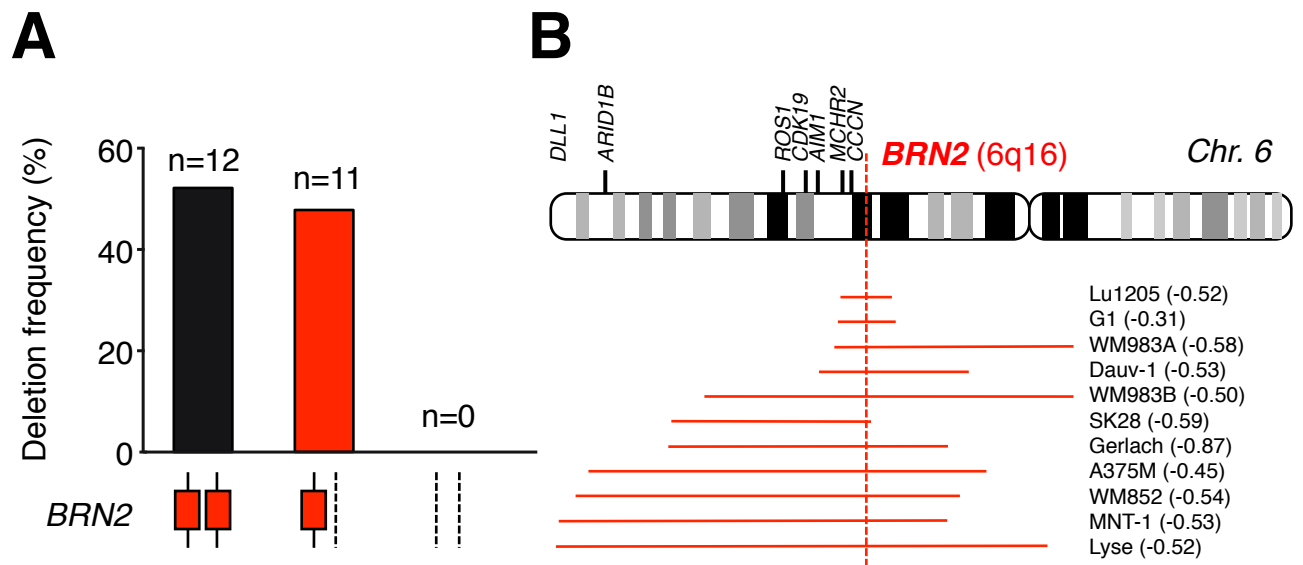 A
B
Deletion frequency (%)
60
40
20
0
n=12
n=11
n=0
BRN2
DLL1
ARID1B
ROS1
CDK19
AIM1
MCHR2
CCCN
BRN2 (6q16)
Chr. 6
Lu1205 (-0.52)
G1 (-0.31)
WM983A (-0.58)
Dauv-1 (-0.53)
WM983B (-0.50)
SK28 (-0.59)
Gerlach (-0.87)
A375M (-0.45)
WM852 (-0.54)
MNT-1 (-0.53)
Lyse (-0.52)